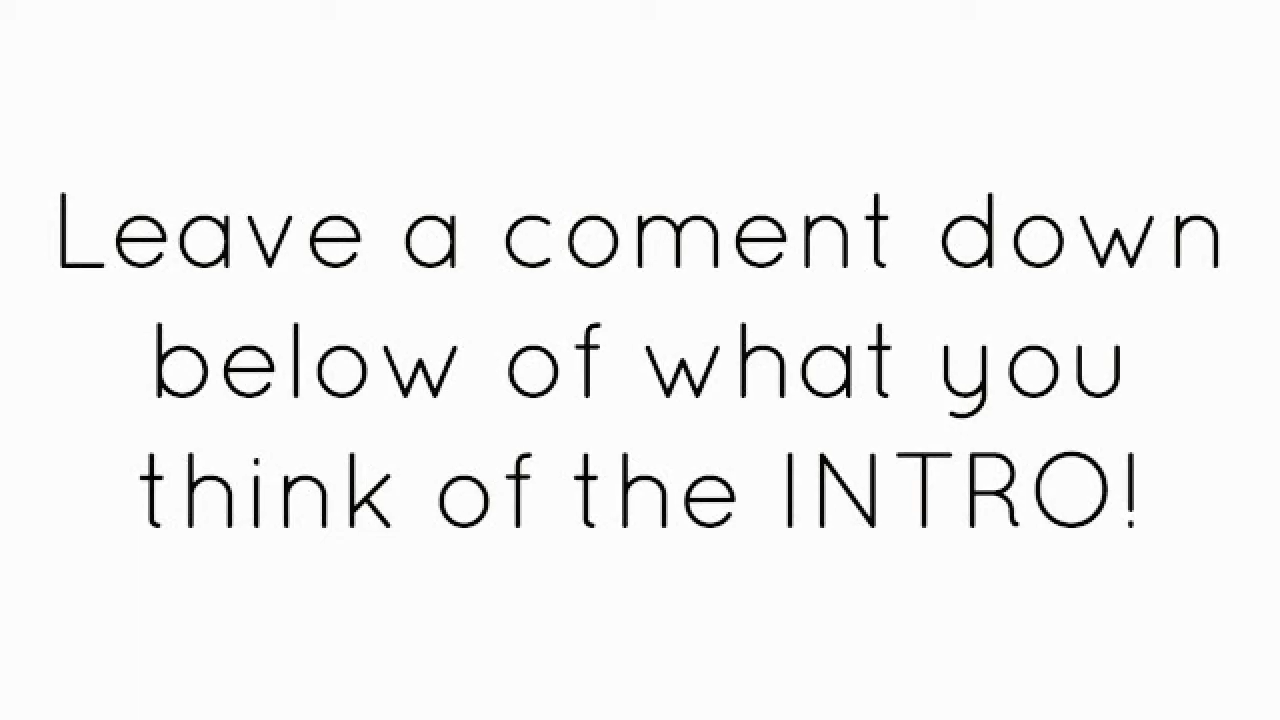 Leave a coment down
below of what you
think of the INTRO!